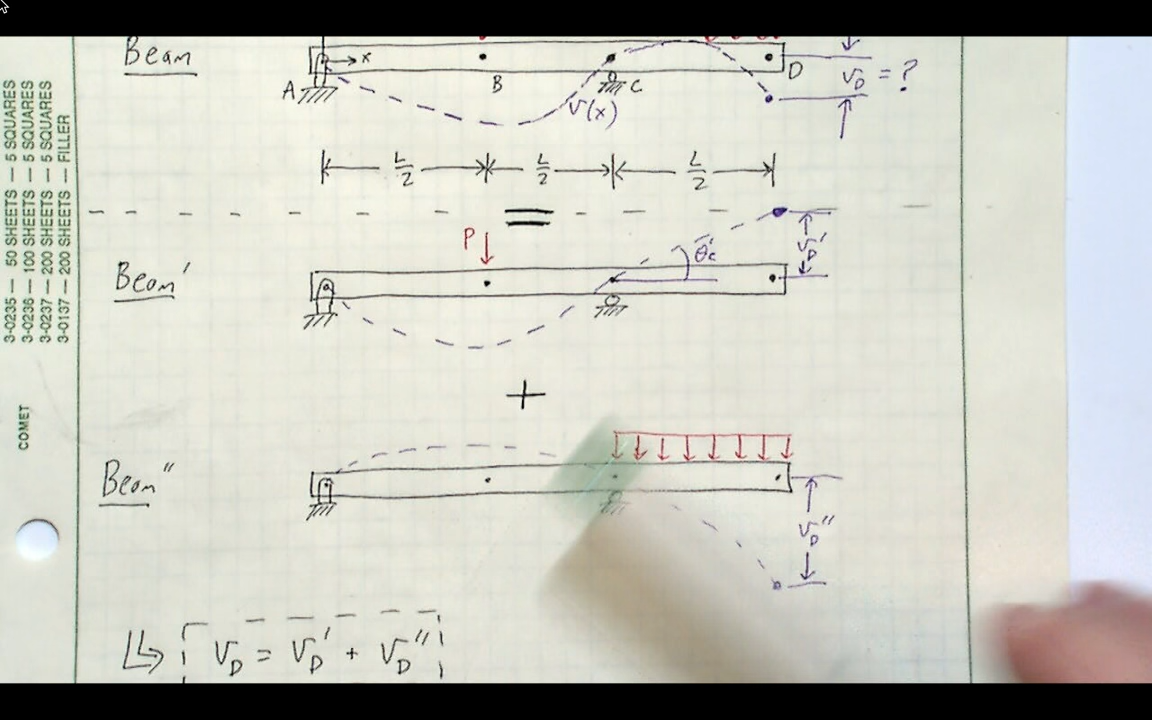 Beam
x
A
B
C
D
v(x)
v_D = ?
L/2
L/2
L/2
=
P
θ_c'
v_D'
Beam'
+
Beam"
v_D"
v_D = v_D' + v_D"
3-0235 — 50 SHEETS — 5 SQUARES
3-0236 — 100 SHEETS — 5 SQUARES
3-0237 — 200 SHEETS — 5 SQUARES
3-0137 — 200 SHEETS — FILLER
COMET